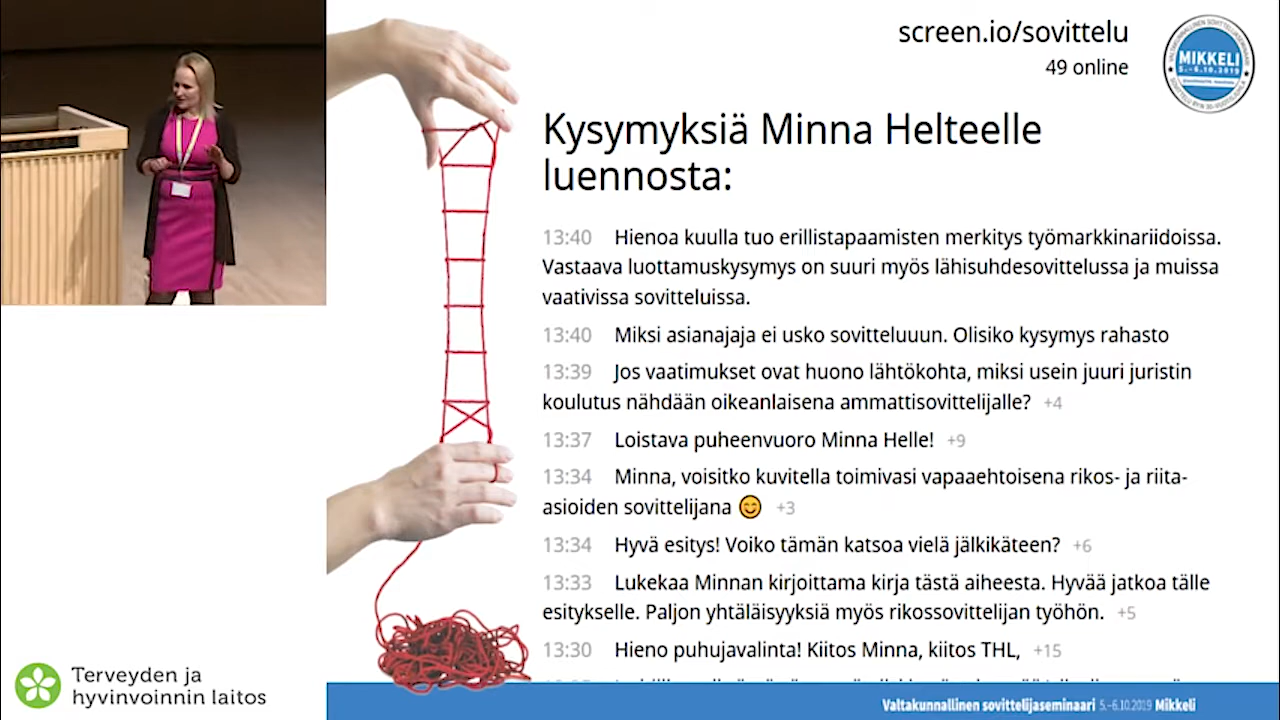 screen.io/sovittelu
49 online
MIKKELI
5.-6.10.2019
Kysymyksiä Minna Helteelle
luennosta:
13:40 Hienoa kuulla tuo erillistapaamisten merkitys työmarkkinariidoissa.
Vastaava luottamuskysymys on suuri myös lähisuhdesovittelussa ja muissa
vaativissa sovitteluissa.
13:40 Miksi asianajaja ei usko sovitteluuun. Olisiko kysymys rahasto
13:39 Jos vaatimukset ovat huono lähtökohta, miksi usein juuri juristin
koulutus nähdään oikeanlaisena ammattisovittelijalle? +4
13:37 Loistava puheenvuoro Minna Helle! +9
13:34 Minna, voisitko kuvitella toimivasi vapaaehtoisena rikos- ja riita-
asioiden sovittelijana 😊 +3
13:34 Hyvä esitys! Voiko tämän katsoa vielä jälkikäteen? +6
13:33 Lukekaa Minnan kirjoittama kirja tästä aiheesta. Hyvää jatkoa tälle
esitykselle. Paljon yhtäläisyyksiä myös rikossovittelijan työhön. +5
13:30 Hieno puhujavalinta! Kiitos Minna, kiitos THL, +15
Terveyden ja
hyvinvoinnin laitos
Valtakunnallinen sovittelijaseminaari 5.–6.10.2019 Mikkeli